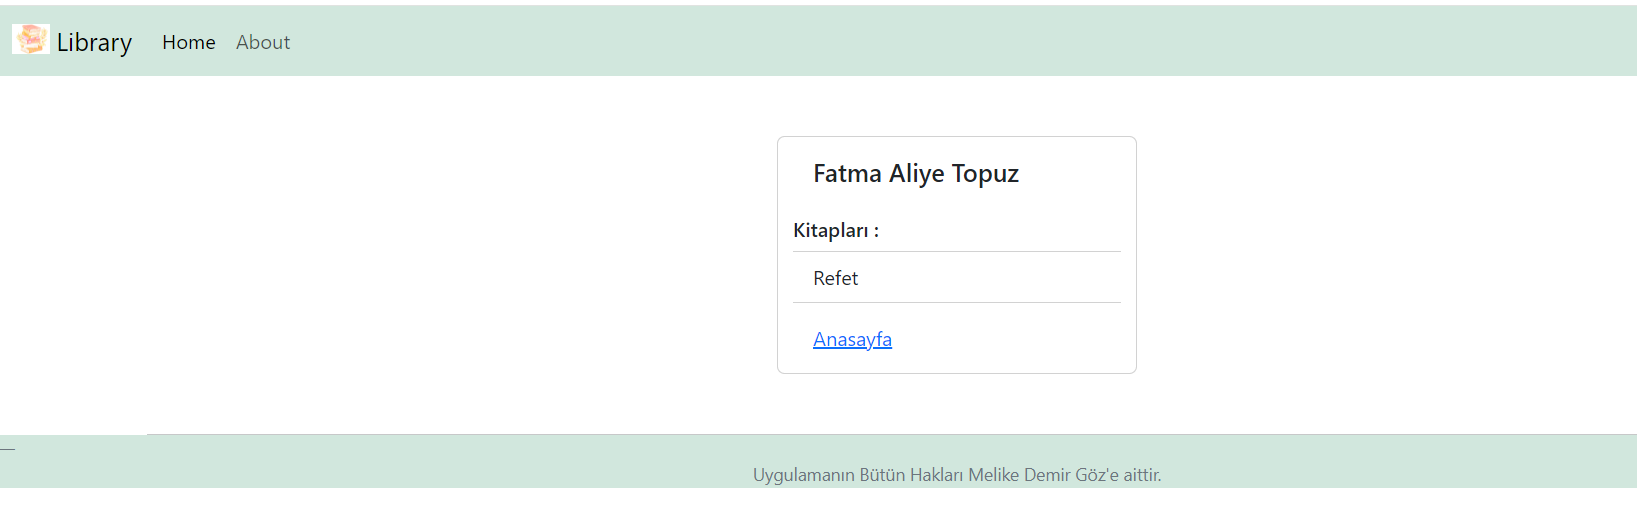 Library Home About
Fatma Aliye Topuz
Kitapları :
Refet
Anasayfa
Uygulamanın Bütün Hakları Melike Demir Göz'e aittir.